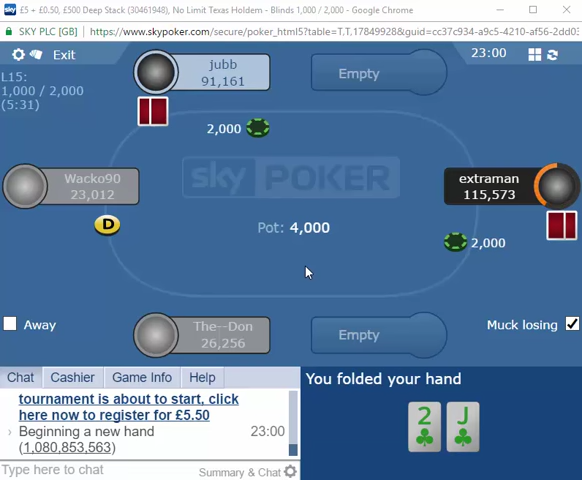 £5 + £0.50, £500 Deep Stack (30461948), No Limit Texas Holdem - Blinds 1,000 / 2,000 - Google Chrome
SKY PLC [GB]
https://www.skypoker.com/secure/poker_html5?table=T,T,17849928&guid=cc37c934-a9c5-4210-af56-2dd03
Exit
23:00
L15:
1,000 / 2,000
(5:31)
jubb
91,161
Empty
2,000
Wacko90
23,012
sky POKER
extraman
115,573
D
Pot: 4,000
2,000
Away
The--Don
26,256
Empty
Muck losing
Chat
Cashier
Game Info
Help
You folded your hand
tournament is about to start, click
here now to register for £5.50
Beginning a new hand
23:00
(1,080,853,563)
2
J
Type here to chat
Summary & Chat